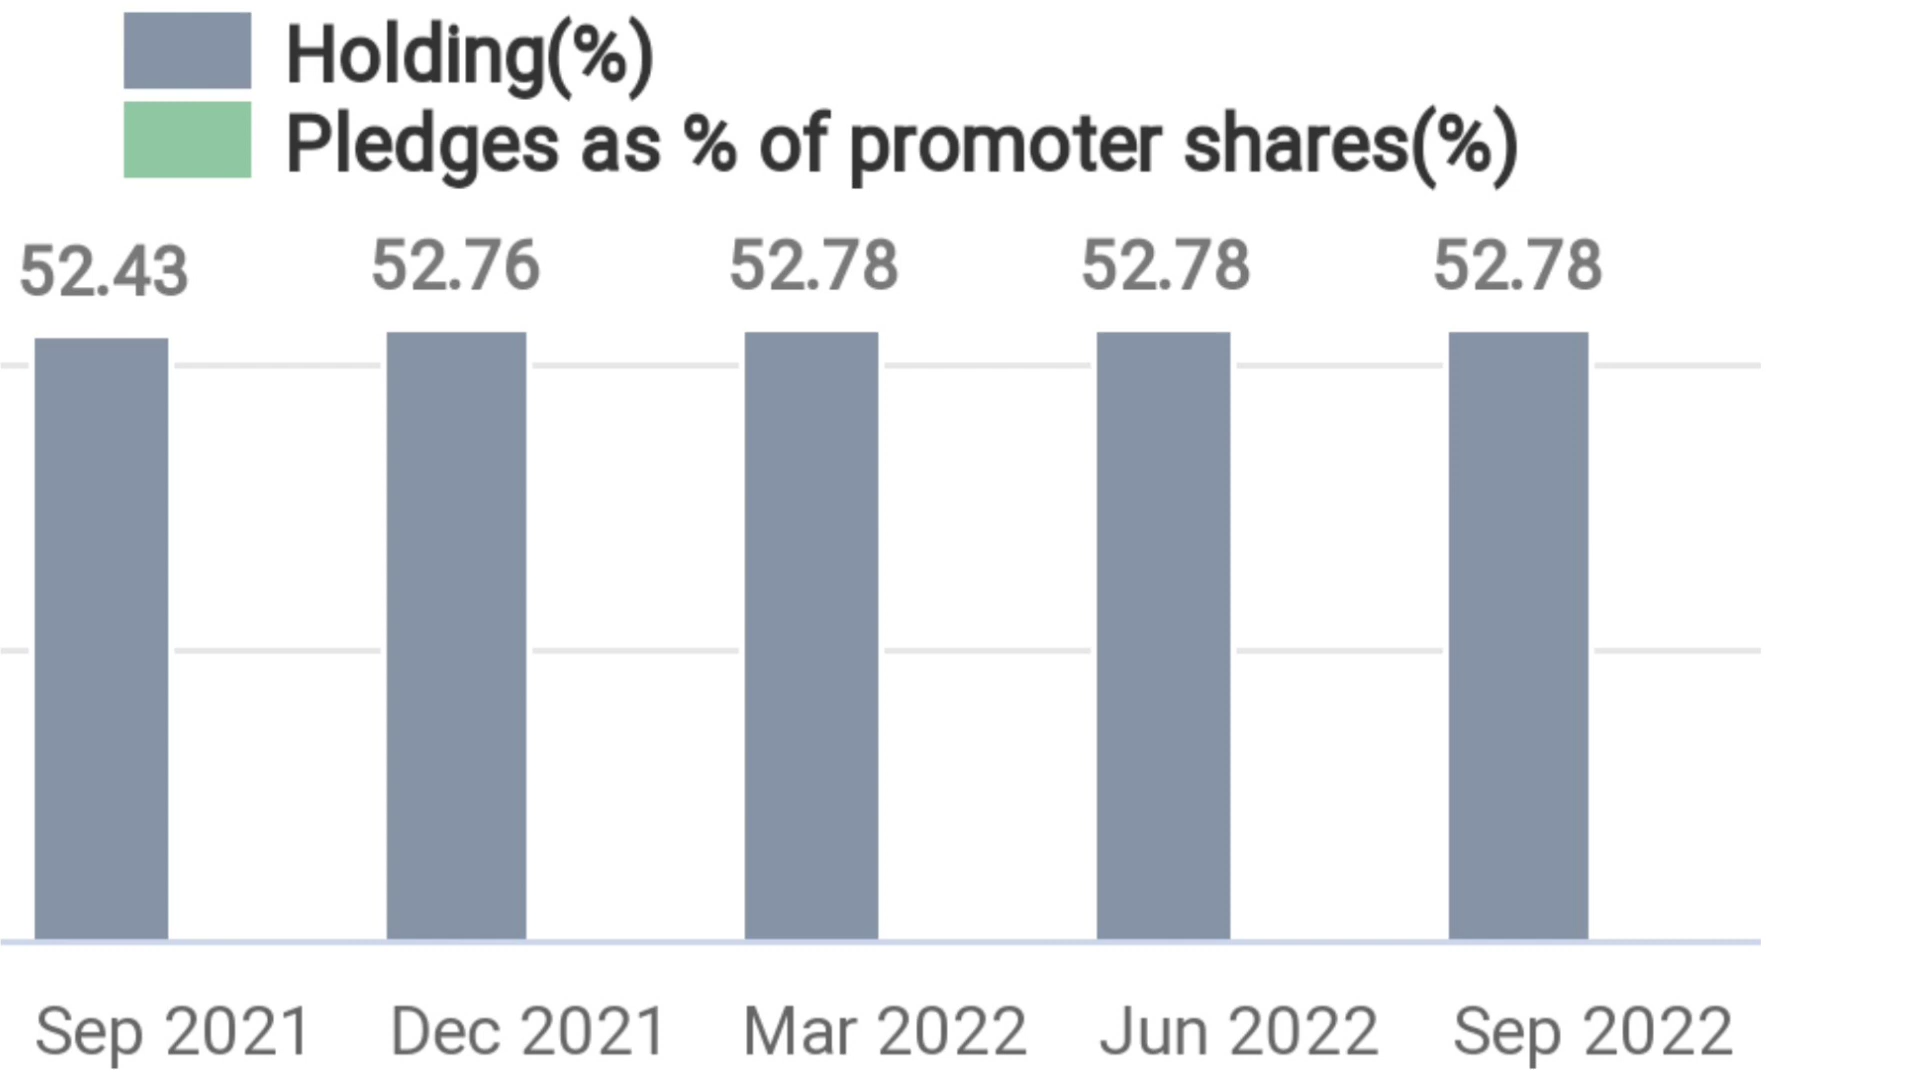 Holding(%)
Pledges as % of promoter shares(%)
52.43 52.76 52.78 52.78 52.78
Sep 2021 Dec 2021 Mar 2022 Jun 2022 Sep 2022